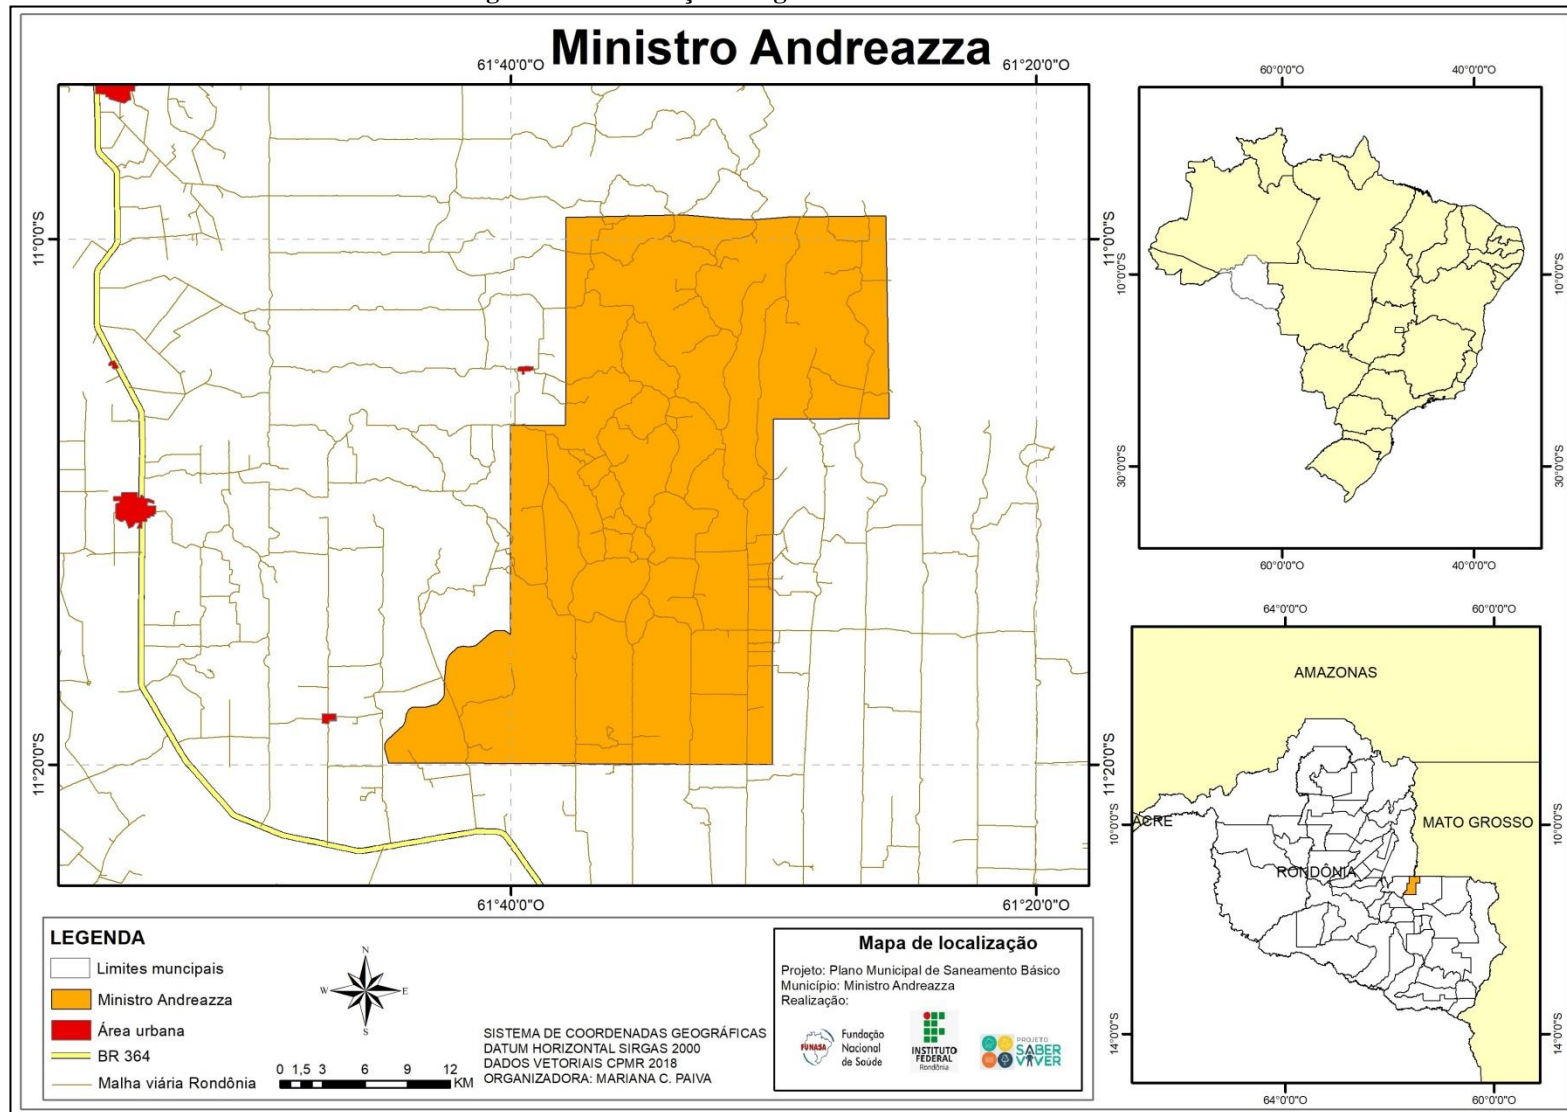 Ministro Andreazza
61°40'0"O
61°20'0"O
11°0'0"S
11°0'0"S
11°20'0"S
11°20'0"S
61°40'0"O
61°20'0"O
60°0'0"O
40°0'0"O
10°0'0"S
10°0'0"S
30°0'0"S
30°0'0"S
60°0'0"O
40°0'0"O
64°0'0"O
60°0'0"O
AMAZONAS
ACRE
MATO GROSSO
RONDÔNIA
10°0'0"S
10°0'0"S
14°0'0"S
14°0'0"S
64°0'0"O
60°0'0"O
LEGENDA
Limites muncipais
Ministro Andreazza
Área urbana
BR 364
Malha viária Rondônia
N
W
E
S
0 1,5 3 6 9 12
KM
SISTEMA DE COORDENADAS GEOGRÁFICAS
DATUM HORIZONTAL SIRGAS 2000
DADOS VETORIAIS CPMR 2018
ORGANIZADORA: MARIANA C. PAIVA
Mapa de localização
Projeto: Plano Municipal de Saneamento Básico
Município: Ministro Andreazza
Realização:
FUNASA
Fundação
Nacional
de Saúde
INSTITUTO
FEDERAL
Rondônia
PROJETO
SABER
VIVER